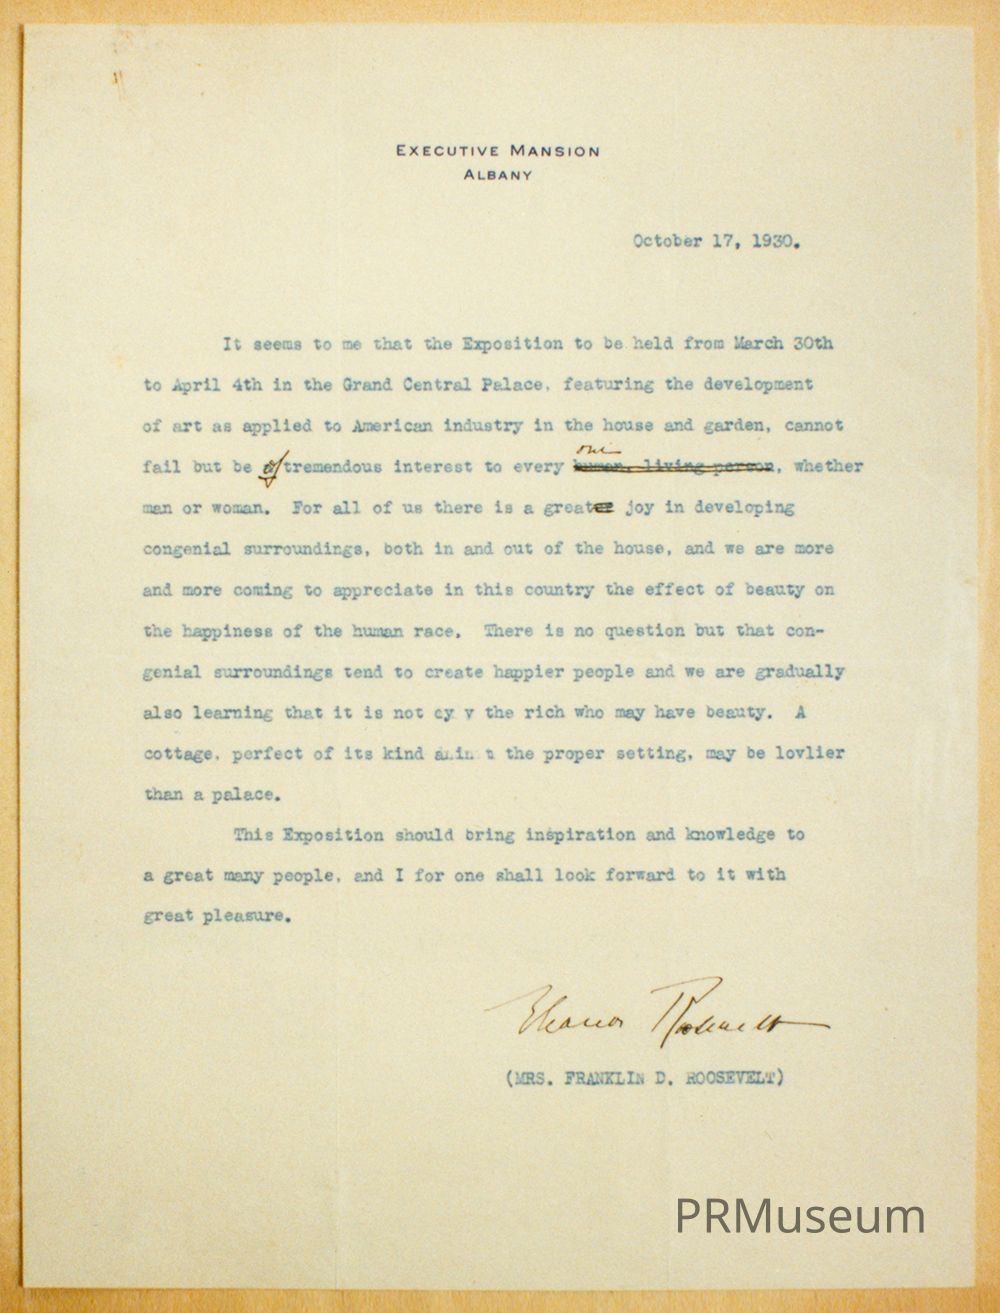 EXECUTIVE MANSION
ALBANY
October 17, 1930.
It seems to me that the Exposition to be held from March 30th
to April 4th in the Grand Central Palace, featuring the development
of art as applied to American industry in the house and garden, cannot
one
fail but be of tremendous interest to every human, living person, whether
man or woman. For all of us there is a greater joy in developing
congenial surroundings, both in and out of the house, and we are more
and more coming to appreciate in this country the effect of beauty on
the happiness of the human race. There is no question but that con-
genial surroundings tend to create happier people and we are gradually
also learning that it is not the rich who may have beauty. A
cottage, perfect of its kind the proper setting, may be lovlier
than a palace.
This Exposition should bring inspiration and knowledge to
a great many people, and I for one shall look forward to it with
great pleasure.
Eleanor Roosevelt
(MRS. FRANKLIN D. ROOSEVELT)
PRMuseum